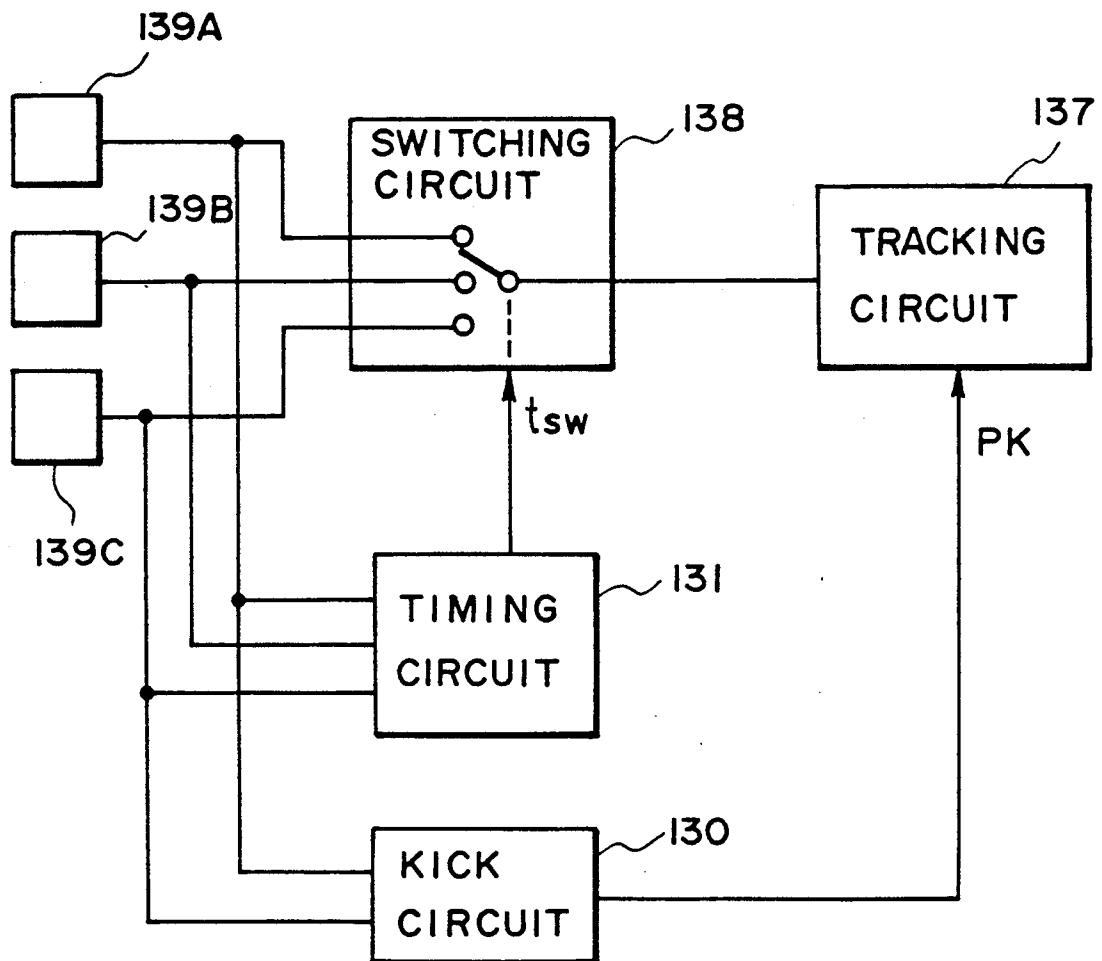 139A
138
137
SWITCHING
CIRCUIT
139B
TRACKING
CIRCUIT
tsw
PK
139C
131
TIMING
CIRCUIT
130
KICK
CIRCUIT